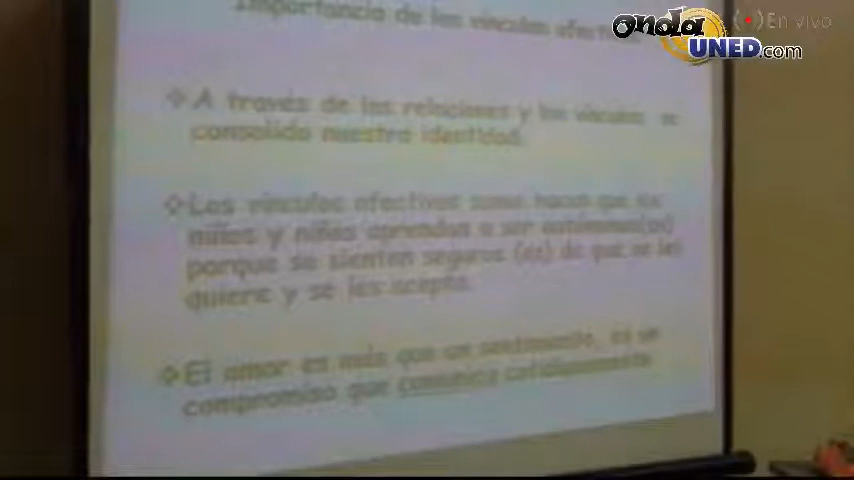 Importancia de los vínculos afectivos
onda UNED.com
En vivo
❖A través de las relaciones y los vínculos se
consolida nuestra identidad.
❖Los vínculos afectivos sanos hacen que los
niños y niñas aprendan a ser autónomos(as)
porque se sienten seguros (as) de que se les
quiere y se les acepta.
❖El amor es más que un sentimiento, es un
compromiso que comunica cotidianamente